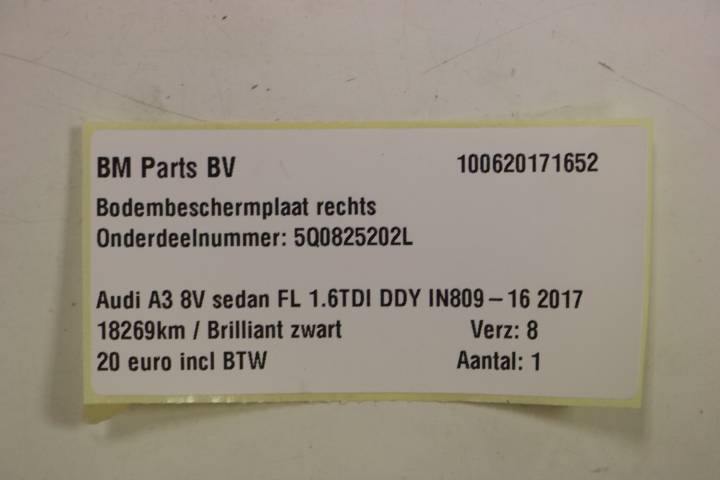 BM Parts BV 100620171652
Bodembeschermplaat rechts
Onderdeelnummer: 5Q0825202L
Audi A3 8V sedan FL 1.6TDI DDY IN809-16 2017
18269km / Brilliant zwart Verz: 8
20 euro incl BTW Aantal: 1